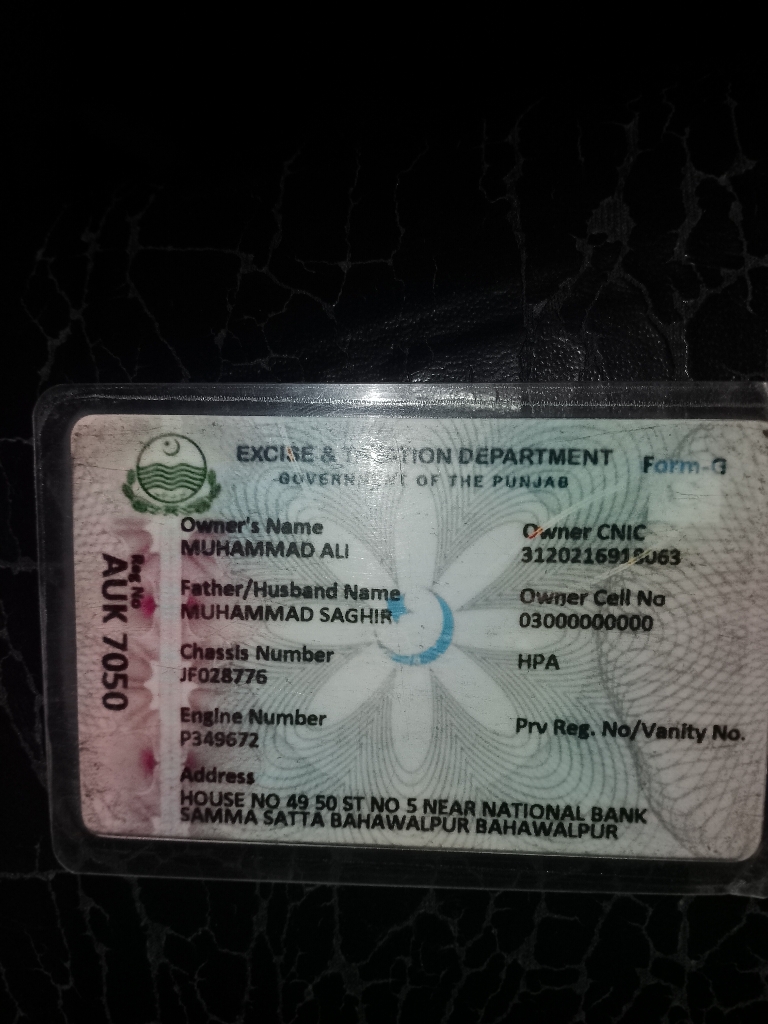 EXCISE & TAXATION DEPARTMENT
GOVERNMENT OF THE PUNJAB
Form-G
Reg No
AUK 7050
Owner's Name
MUHAMMAD ALI
Owner CNIC
Father/Husband Name
MUHAMMAD SAGHIR
Owner Cell No
03000000000
Chassis Number
JF028776
HPA
Engine Number
P349672
Prv Reg. No/Vanity No.
Address
HOUSE NO 49 50 ST NO 5 NEAR NATIONAL BANK
SAMMA SATTA BAHAWALPUR BAHAWALPUR